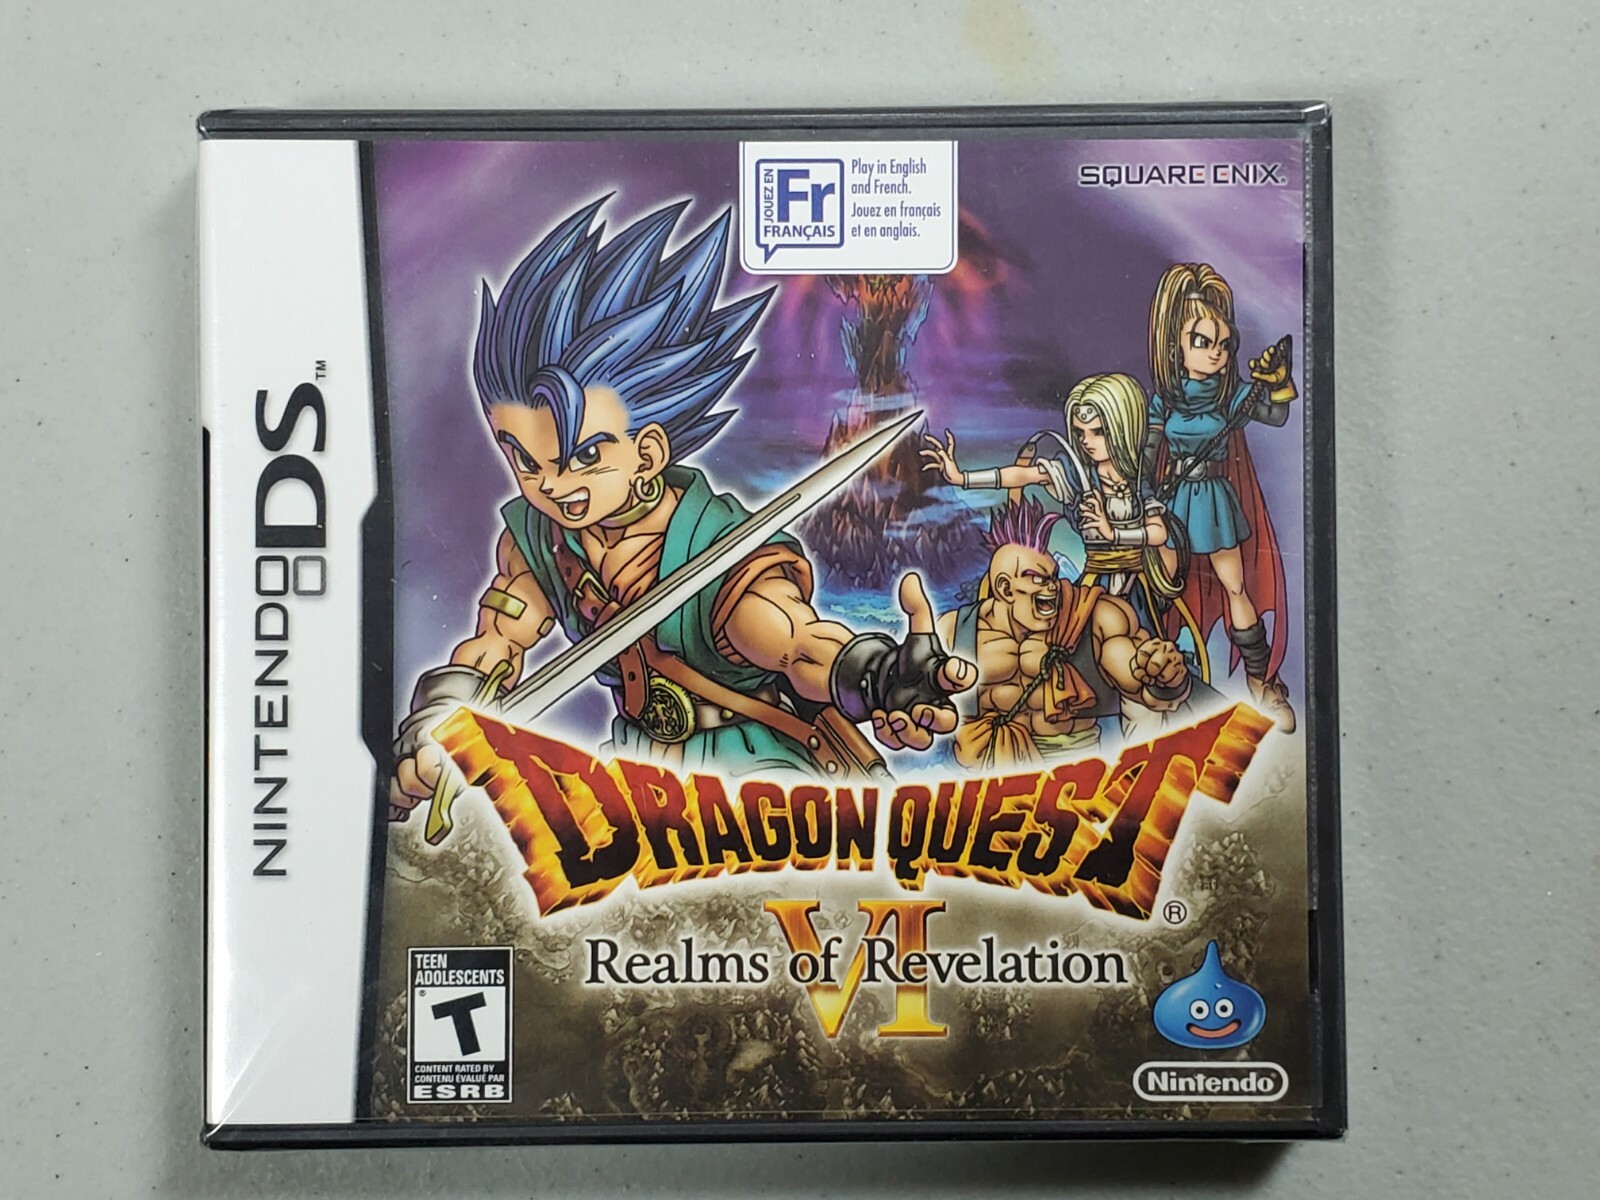 NINTENDO DS™
JOUEZ EN
Fr
FRANÇAIS
Play in English
and French.
Jouez en français
et en anglais.
SQUARE ENIX®
DRAGON QUEST®
VI
Realms of Revelation
TEEN
ADOLESCENTS
T®
CONTENT RATED BY
CONTENU ÉVALUÉ PAR
ESRB
Nintendo®